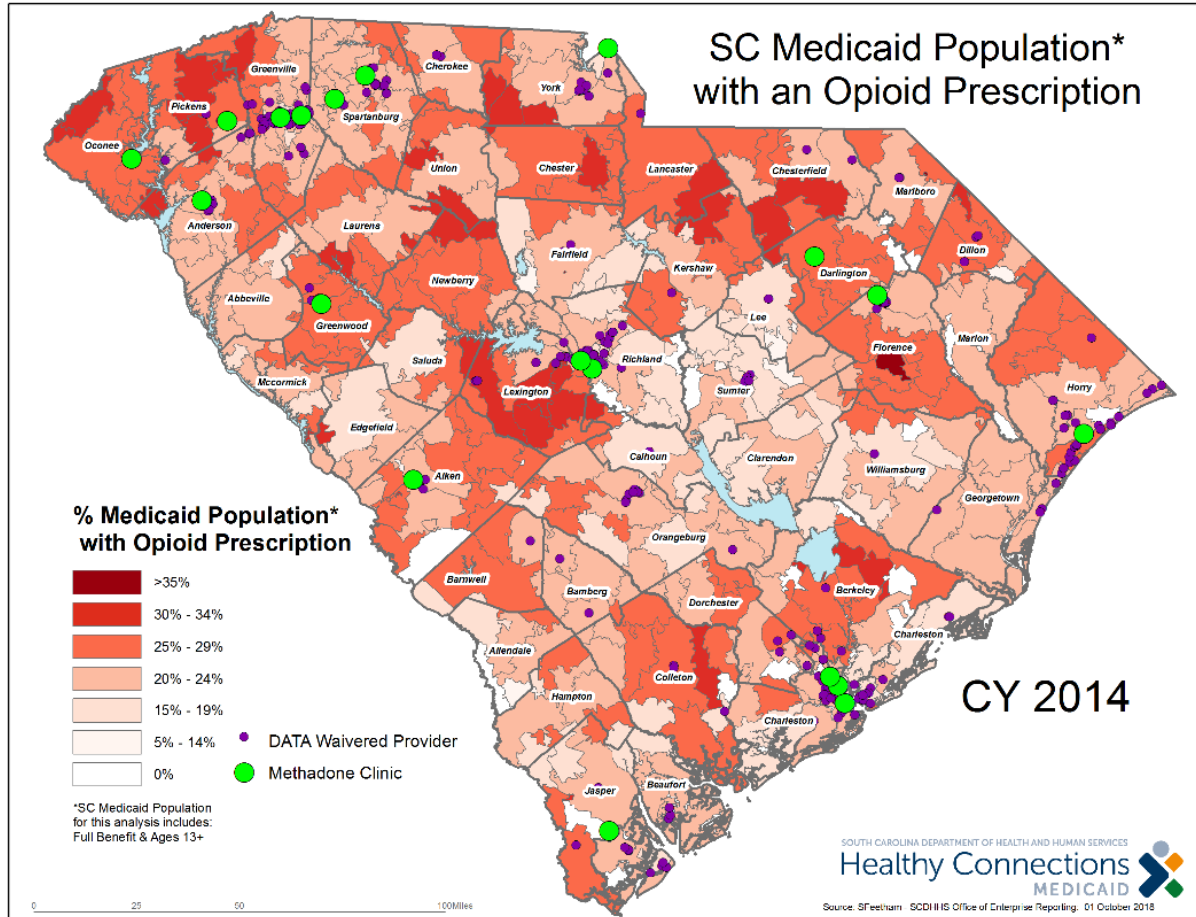 SC Medicaid Population*
with an Opioid Prescription
Greenville
Cherokee
York
Pickens
Spartanburg
Oconee
Union
Chester
Lancaster
Chesterfield
Marlboro
Anderson
Laurens
Fairfield
Kershaw
Darlington
Dillon
Newberry
Abbeville
Greenwood
Lee
Marion
Saluda
Richland
Florence
Mccormick
Lexington
Sumter
Horry
Edgefield
Calhoun
Clarendon
Williamsburg
Aiken
Georgetown
Orangeburg
Barnwell
Bamberg
Dorchester
Berkeley
Charleston
Allendale
Colleton
Hampton
Charleston
Jasper
Beaufort
CY 2014
% Medicaid Population*
with Opioid Prescription
>35%
30% - 34%
25% - 29%
20% - 24%
15% - 19%
5% - 14%
0%
DATA Waivered Provider
Methadone Clinic
*SC Medicaid Population
for this analysis includes:
Full Benefit & Ages 13+
0 25 50 100 Miles
SOUTH CAROLINA DEPARTMENT OF HEALTH AND HUMAN SERVICES
Healthy Connections
MEDICAID
Source: SFeetham SCDHHS Office of Enterprise Reporting. 01 October 2018